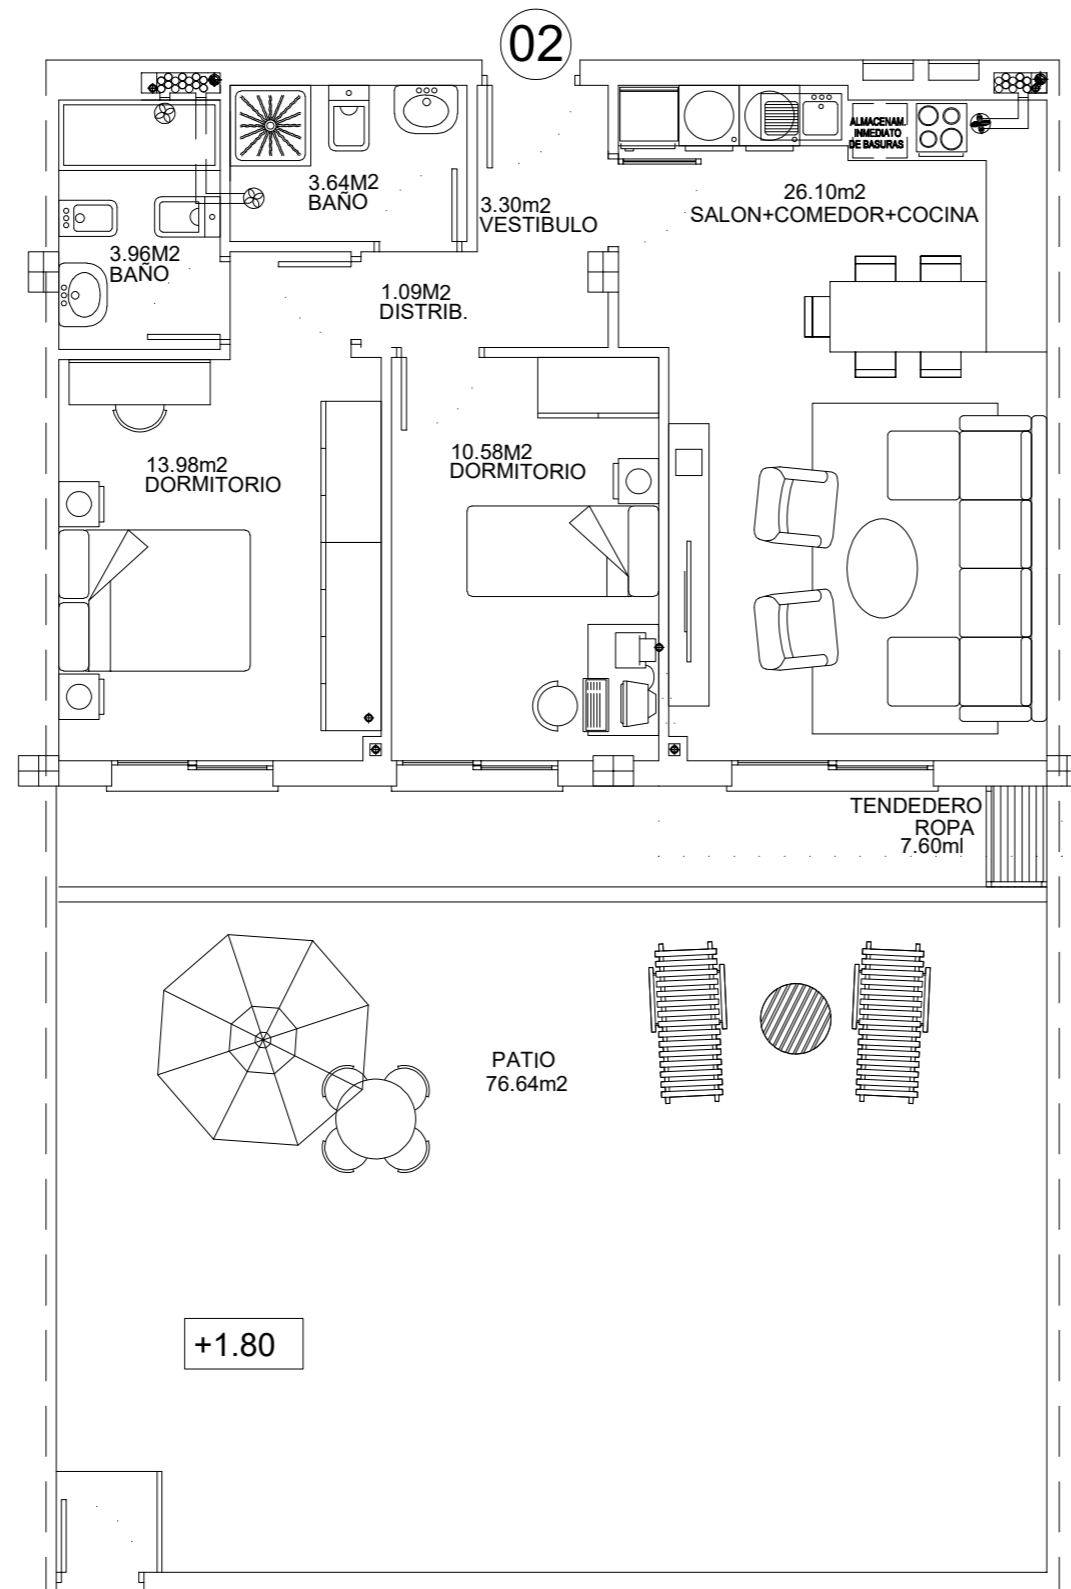 02
3.64M2
BAÑO
3.30m2
VESTIBULO
ALMACENAM.
INMEDIATO
DE BASURAS
26.10m2
SALON+COMEDOR+COCINA
3.96M2
BAÑO
1.09M2
DISTRIB.
13.98m2
DORMITORIO
10.58M2
DORMITORIO
TENDEDERO
ROPA
7.60ml
PATIO
76.64m2
+1.80